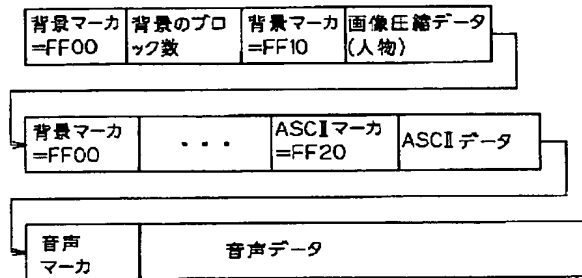 背景マーカ
=FF00
背景のブロ
ック数
背景マーカ
=FF10
画像圧縮データ
(人物)
背景マーカ
=FF00
・・・
ASCⅡマーカ
=FF20
ASCⅡデータ
音声
マーカ
音声データ